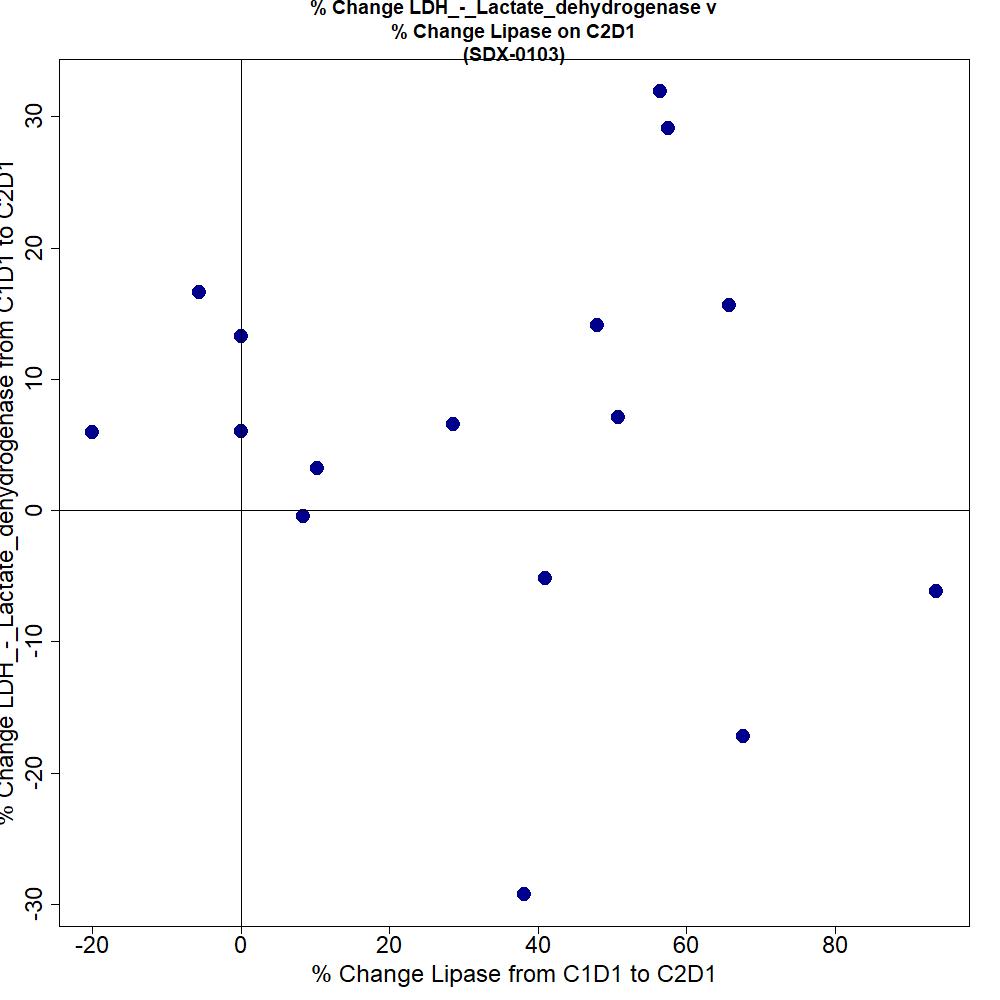 % Change LDH_-_Lactate_dehydrogenase v
% Change Lipase on C2D1
(SDX-0103)
% Change LDH_-_Lactate_dehydrogenase from C1D1 to C2D1
30
20
10
0
-10
-20
-30
-20 0 20 40 60 80
% Change Lipase from C1D1 to C2D1